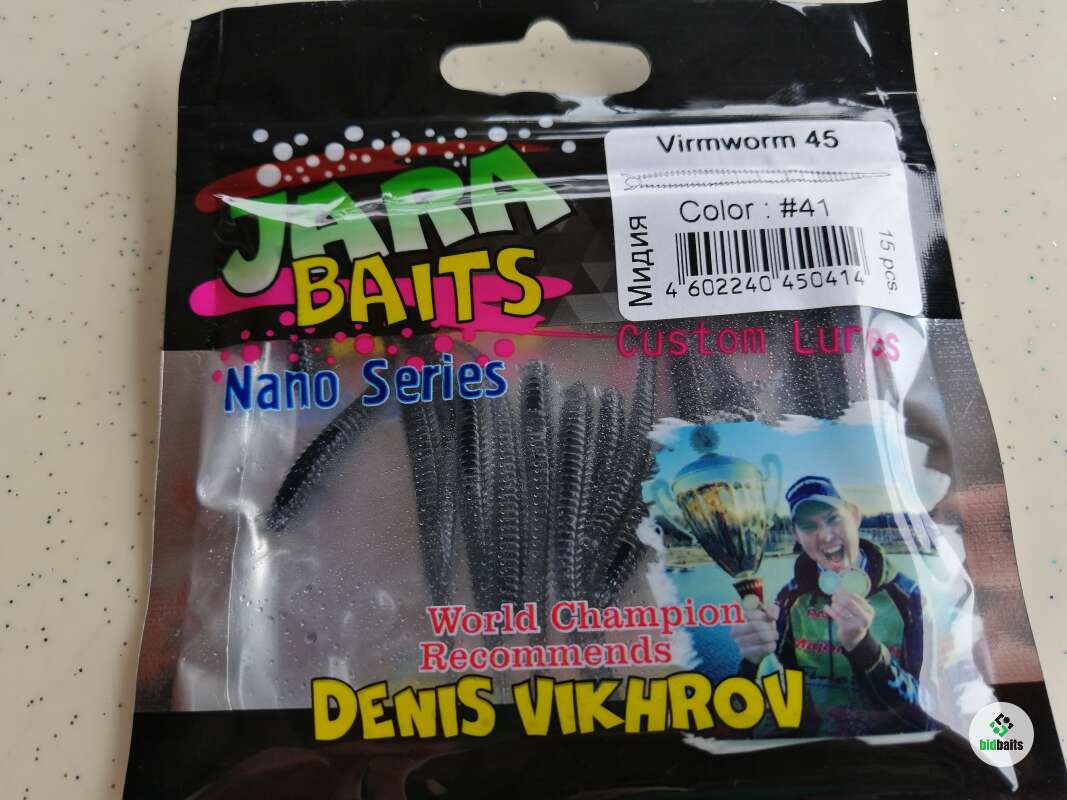 JARA
BAITS
Nano Series
Virmworm 45
Color : #41
Мидия
4 602240 450414
15 pcs.
Custom Lures
World Champion
Recommends
DENIS VIKHROV
bidbaits